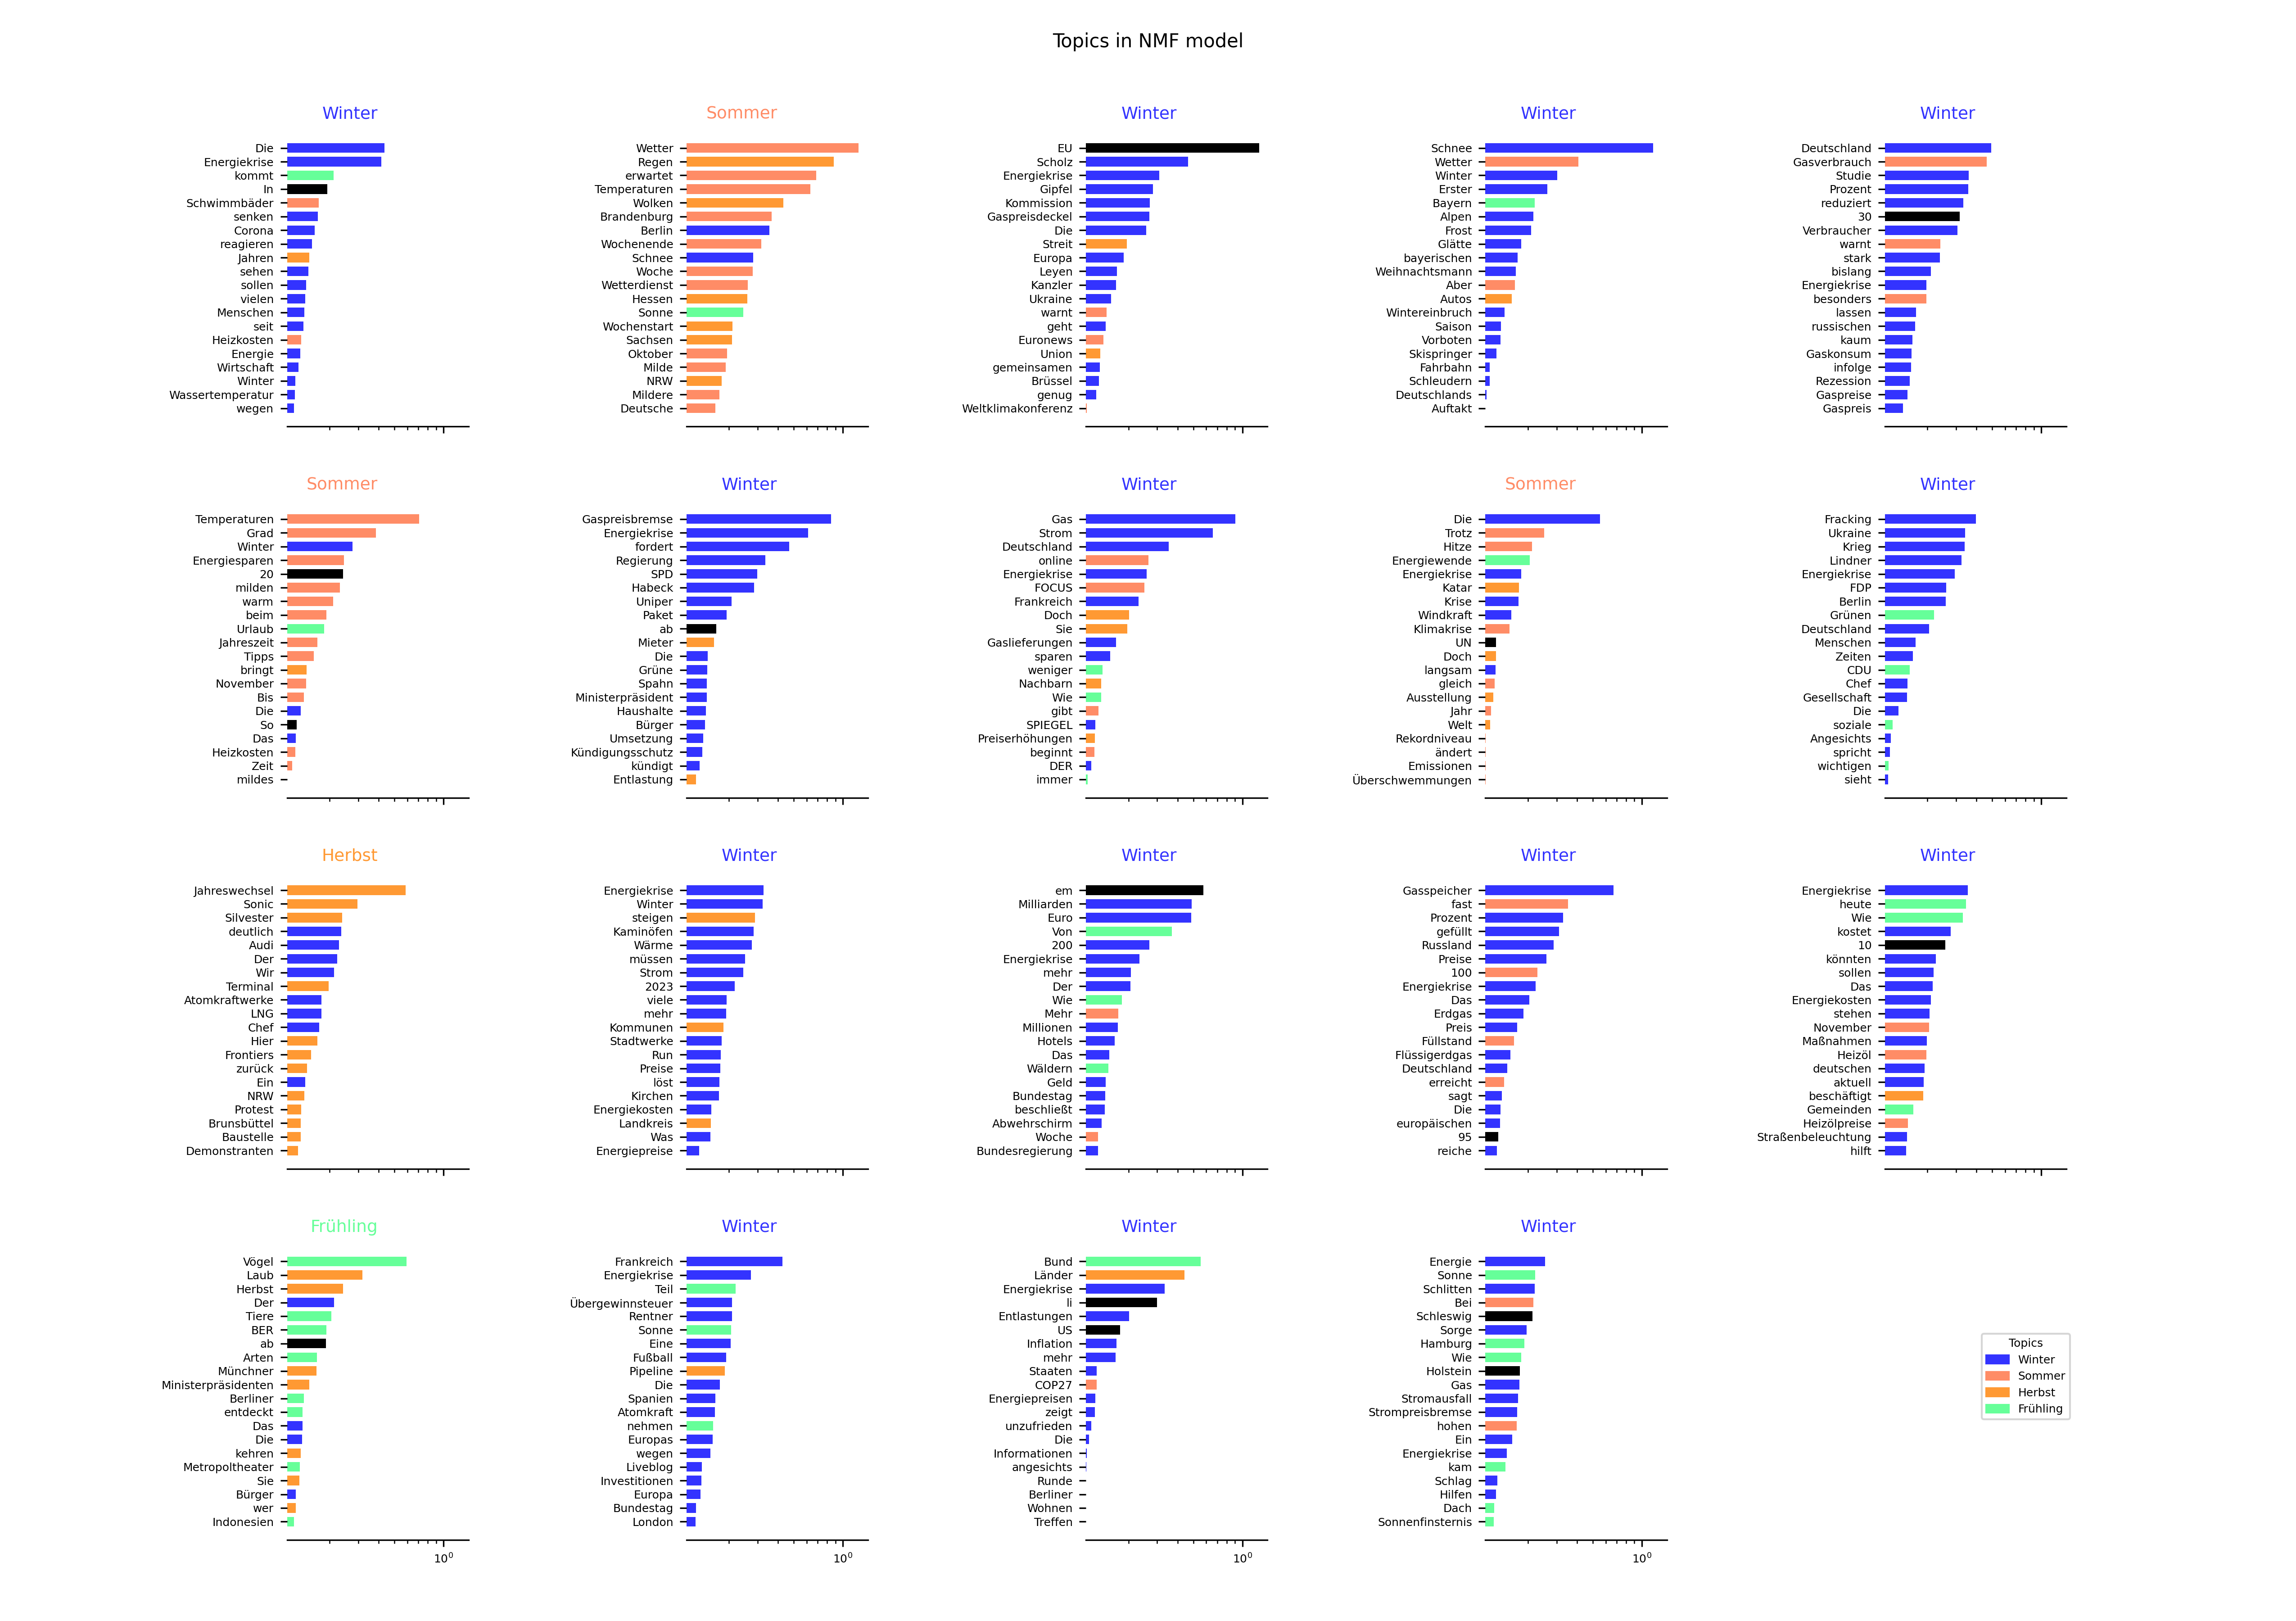 Topics in NMF model
Winter
Die
Energiekrise
kommt
In
Schwimmbäder
senken
Corona
reagieren
Jahren
sehen
sollen
vielen
Menschen
seit
Heizkosten
Energie
Wirtschaft
Winter
Wassertemperatur
wegen
Sommer
Wetter
Regen
erwartet
Temperaturen
Wolken
Brandenburg
Berlin
Wochenende
Schnee
Woche
Wetterdienst
Hessen
Sonne
Wochenstart
Sachsen
Oktober
Milde
NRW
Mildere
Deutsche
Winter
EU
Scholz
Energiekrise
Gipfel
Kommission
Gaspreisdeckel
Die
Streit
Europa
Leyen
Kanzler
Ukraine
warnt
geht
Euronews
Union
gemeinsamen
Brüssel
genug
Weltklimakonferenz
Winter
Schnee
Wetter
Winter
Erster
Bayern
Alpen
Frost
Glätte
bayerischen
Weihnachtsmann
Aber
Autos
Wintereinbruch
Saison
Vorboten
Skispringer
Fahrbahn
Schleudern
Deutschlands
Auftakt
Winter
Deutschland
Gasverbrauch
Studie
Prozent
reduziert
30
Verbraucher
warnt
stark
bislang
Energiekrise
besonders
lassen
russischen
kaum
Gaskonsum
infolge
Rezession
Gaspreise
Gaspreis
Sommer
Temperaturen
Grad
Winter
Energiesparen
20
milden
warm
beim
Urlaub
Jahreszeit
Tipps
bringt
November
Bis
Die
So
Das
Heizkosten
Zeit
mildes
Winter
Gaspreisbremse
Energiekrise
fordert
Regierung
SPD
Habeck
Uniper
Paket
ab
Mieter
Die
Grüne
Spahn
Ministerpräsident
Haushalte
Bürger
Umsetzung
Kündigungsschutz
kündigt
Entlastung
Winter
Gas
Strom
Deutschland
online
Energiekrise
FOCUS
Frankreich
Doch
Sie
Gaslieferungen
sparen
weniger
Nachbarn
Wie
gibt
SPIEGEL
Preiserhöhungen
beginnt
DER
immer
Sommer
Die
Trotz
Hitze
Energiewende
Energiekrise
Katar
Krise
Windkraft
Klimakrise
UN
Doch
langsam
gleich
Ausstellung
Jahr
Welt
Rekordniveau
ändert
Emissionen
Überschwemmungen
Winter
Fracking
Ukraine
Krieg
Lindner
Energiekrise
FDP
Berlin
Grünen
Deutschland
Menschen
Zeiten
CDU
Chef
Gesellschaft
Die
soziale
Angesichts
spricht
wichtigen
sieht
Herbst
Jahreswechsel
Sonic
Silvester
deutlich
Audi
Der
Wir
Terminal
Atomkraftwerke
LNG
Chef
Hier
Frontiers
zurück
Ein
NRW
Protest
Brunsbüttel
Baustelle
Demonstranten
Winter
Energiekrise
Winter
steigen
Kaminöfen
Wärme
müssen
Strom
2023
viele
mehr
Kommunen
Stadtwerke
Run
Preise
löst
Kirchen
Energiekosten
Landkreis
Was
Energiepreise
Winter
em
Milliarden
Euro
Von
200
Energiekrise
mehr
Der
Wie
Mehr
Millionen
Hotels
Das
Wäldern
Geld
Bundestag
beschließt
Abwehrschirm
Woche
Bundesregierung
Winter
Gasspeicher
fast
Prozent
gefüllt
Russland
Preise
100
Energiekrise
Das
Erdgas
Preis
Füllstand
Flüssigerdgas
Deutschland
erreicht
sagt
Die
europäischen
95
reiche
Winter
Energiekrise
heute
Wie
kostet
10
könnten
sollen
Das
Energiekosten
stehen
November
Maßnahmen
Heizöl
deutschen
aktuell
beschäftigt
Gemeinden
Heizölpreise
Straßenbeleuchtung
hilft
Frühling
Vögel
Laub
Herbst
Der
Tiere
BER
ab
Arten
Münchner
Ministerpräsidenten
Berliner
entdeckt
Das
Die
kehren
Metropoltheater
Sie
Bürger
wer
Indonesien
10⁰
Winter
Frankreich
Energiekrise
Teil
Übergewinnsteuer
Rentner
Sonne
Eine
Fußball
Pipeline
Die
Spanien
Atomkraft
nehmen
Europas
wegen
Liveblog
Investitionen
Europa
Bundestag
London
10⁰
Winter
Bund
Länder
Energiekrise
li
Entlastungen
US
Inflation
mehr
Staaten
COP27
Energiepreisen
zeigt
unzufrieden
Die
Informationen
angesichts
Runde
Berliner
Wohnen
Treffen
10⁰
Winter
Energie
Sonne
Schlitten
Bei
Schleswig
Sorge
Hamburg
Wie
Holstein
Gas
Stromausfall
Strompreisbremse
hohen
Ein
Energiekrise
kam
Schlag
Hilfen
Dach
Sonnenfinsternis
10⁰
Topics
Winter
Sommer
Herbst
Frühling